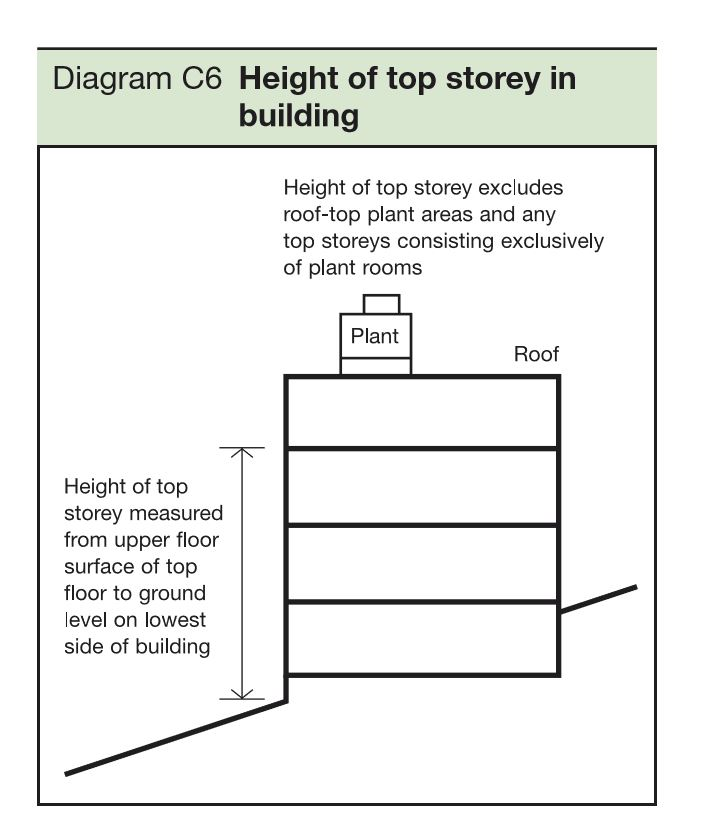 Diagram C6 Height of top storey in
building
Height of top storey excludes
roof-top plant areas and any
top storeys consisting exclusively
of plant rooms
Plant
Roof
Height of top
storey measured
from upper floor
surface of top
floor to ground
level on lowest
side of building